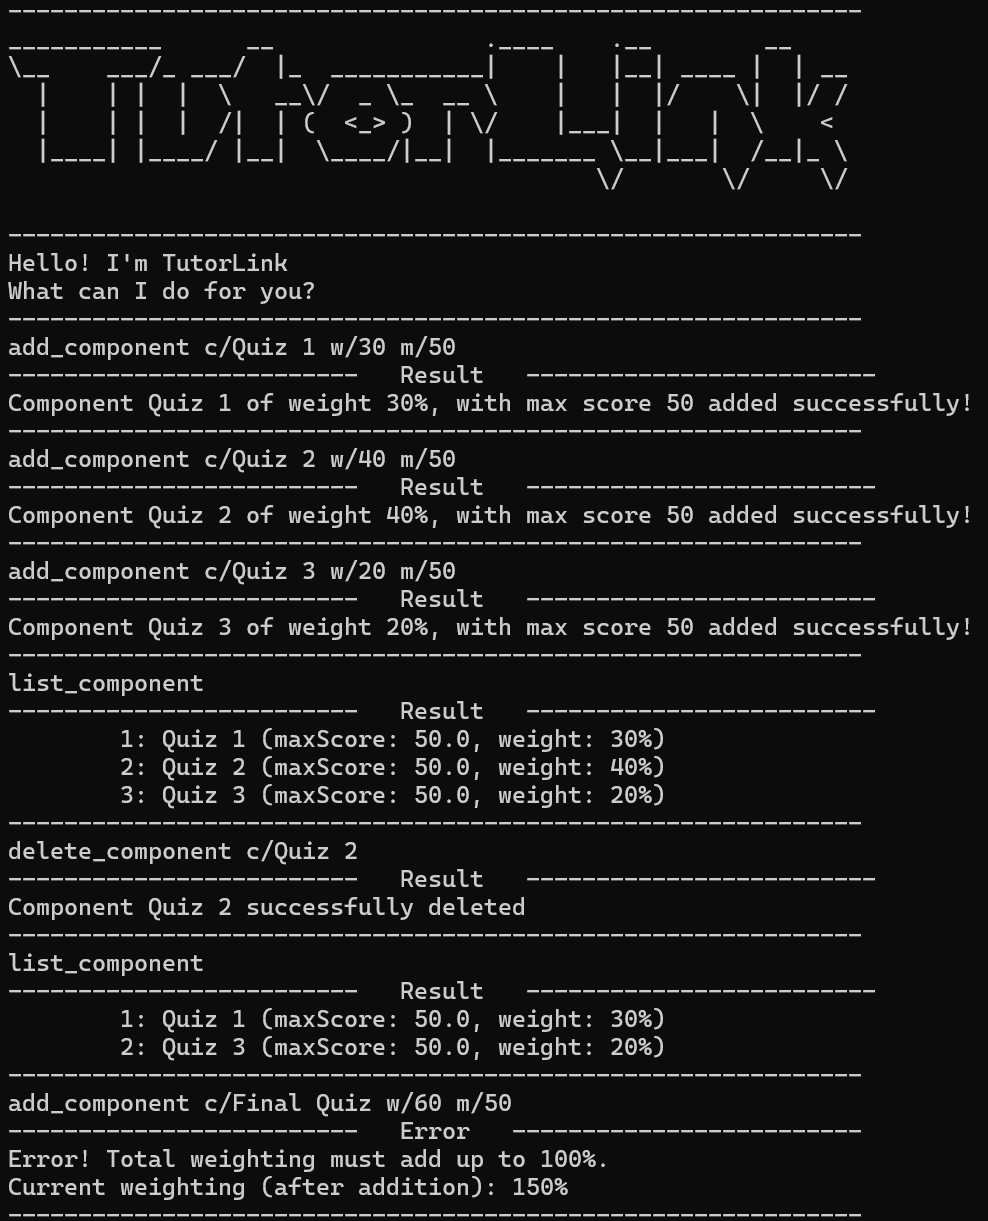 TutorLink
Hello! I'm TutorLink
What can I do for you?
add_component c/Quiz 1 w/30 m/50
Result
Component Quiz 1 of weight 30%, with max score 50 added successfully!
add_component c/Quiz 2 w/40 m/50
Result
Component Quiz 2 of weight 40%, with max score 50 added successfully!
add_component c/Quiz 3 w/20 m/50
Result
Component Quiz 3 of weight 20%, with max score 50 added successfully!
list_component
Result
1: Quiz 1 (maxScore: 50.0, weight: 30%)
2: Quiz 2 (maxScore: 50.0, weight: 40%)
3: Quiz 3 (maxScore: 50.0, weight: 20%)
delete_component c/Quiz 2
Result
Component Quiz 2 successfully deleted
list_component
Result
1: Quiz 1 (maxScore: 50.0, weight: 30%)
2: Quiz 3 (maxScore: 50.0, weight: 20%)
add_component c/Final Quiz w/60 m/50
Error
Error! Total weighting must add up to 100%.
Current weighting (after addition): 150%